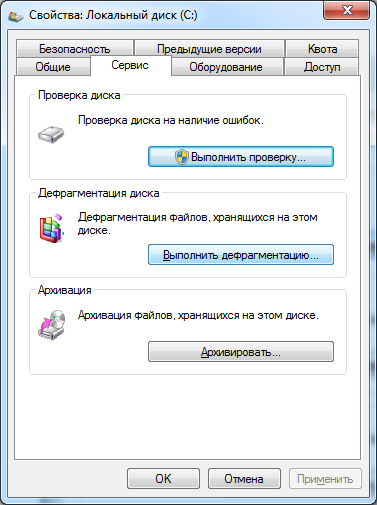 Свойства: Локальный диск (C:)
Безопасность Предыдущие версии Квота
Общие Сервис Оборудование Доступ
Проверка диска
Проверка диска на наличие ошибок.
Выполнить проверку...
Дефрагментация диска
Дефрагментация файлов, хранящихся на этом
диске.
Выполнить дефрагментацию...
Архивация
Архивация файлов, хранящихся на этом диске.
Архивировать...
OK Отмена Применить